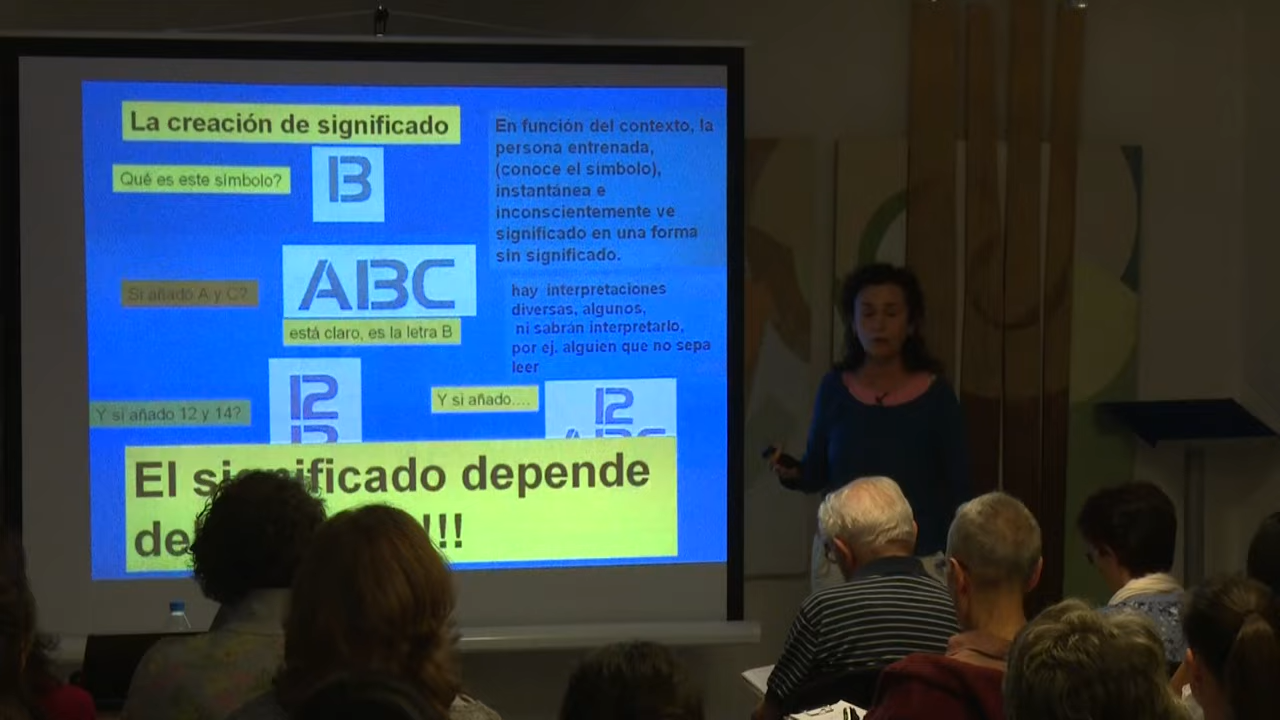 La creación de significado
Qué es este símbolo?
B
Si añado A y C?
ABC
está claro, es la letra B
Y si añado 12 y 14?
12
Y si añado....
12
ABC
En función del contexto, la
persona entrenada,
(conoce el símbolo),
instantánea e
inconscientemente ve
significado en una forma
sin significado.
hay interpretaciones
diversas, algunos,
ni sabrán interpretarlo,
por ej. alguien que no sepa
leer
El significado depende
de !!!